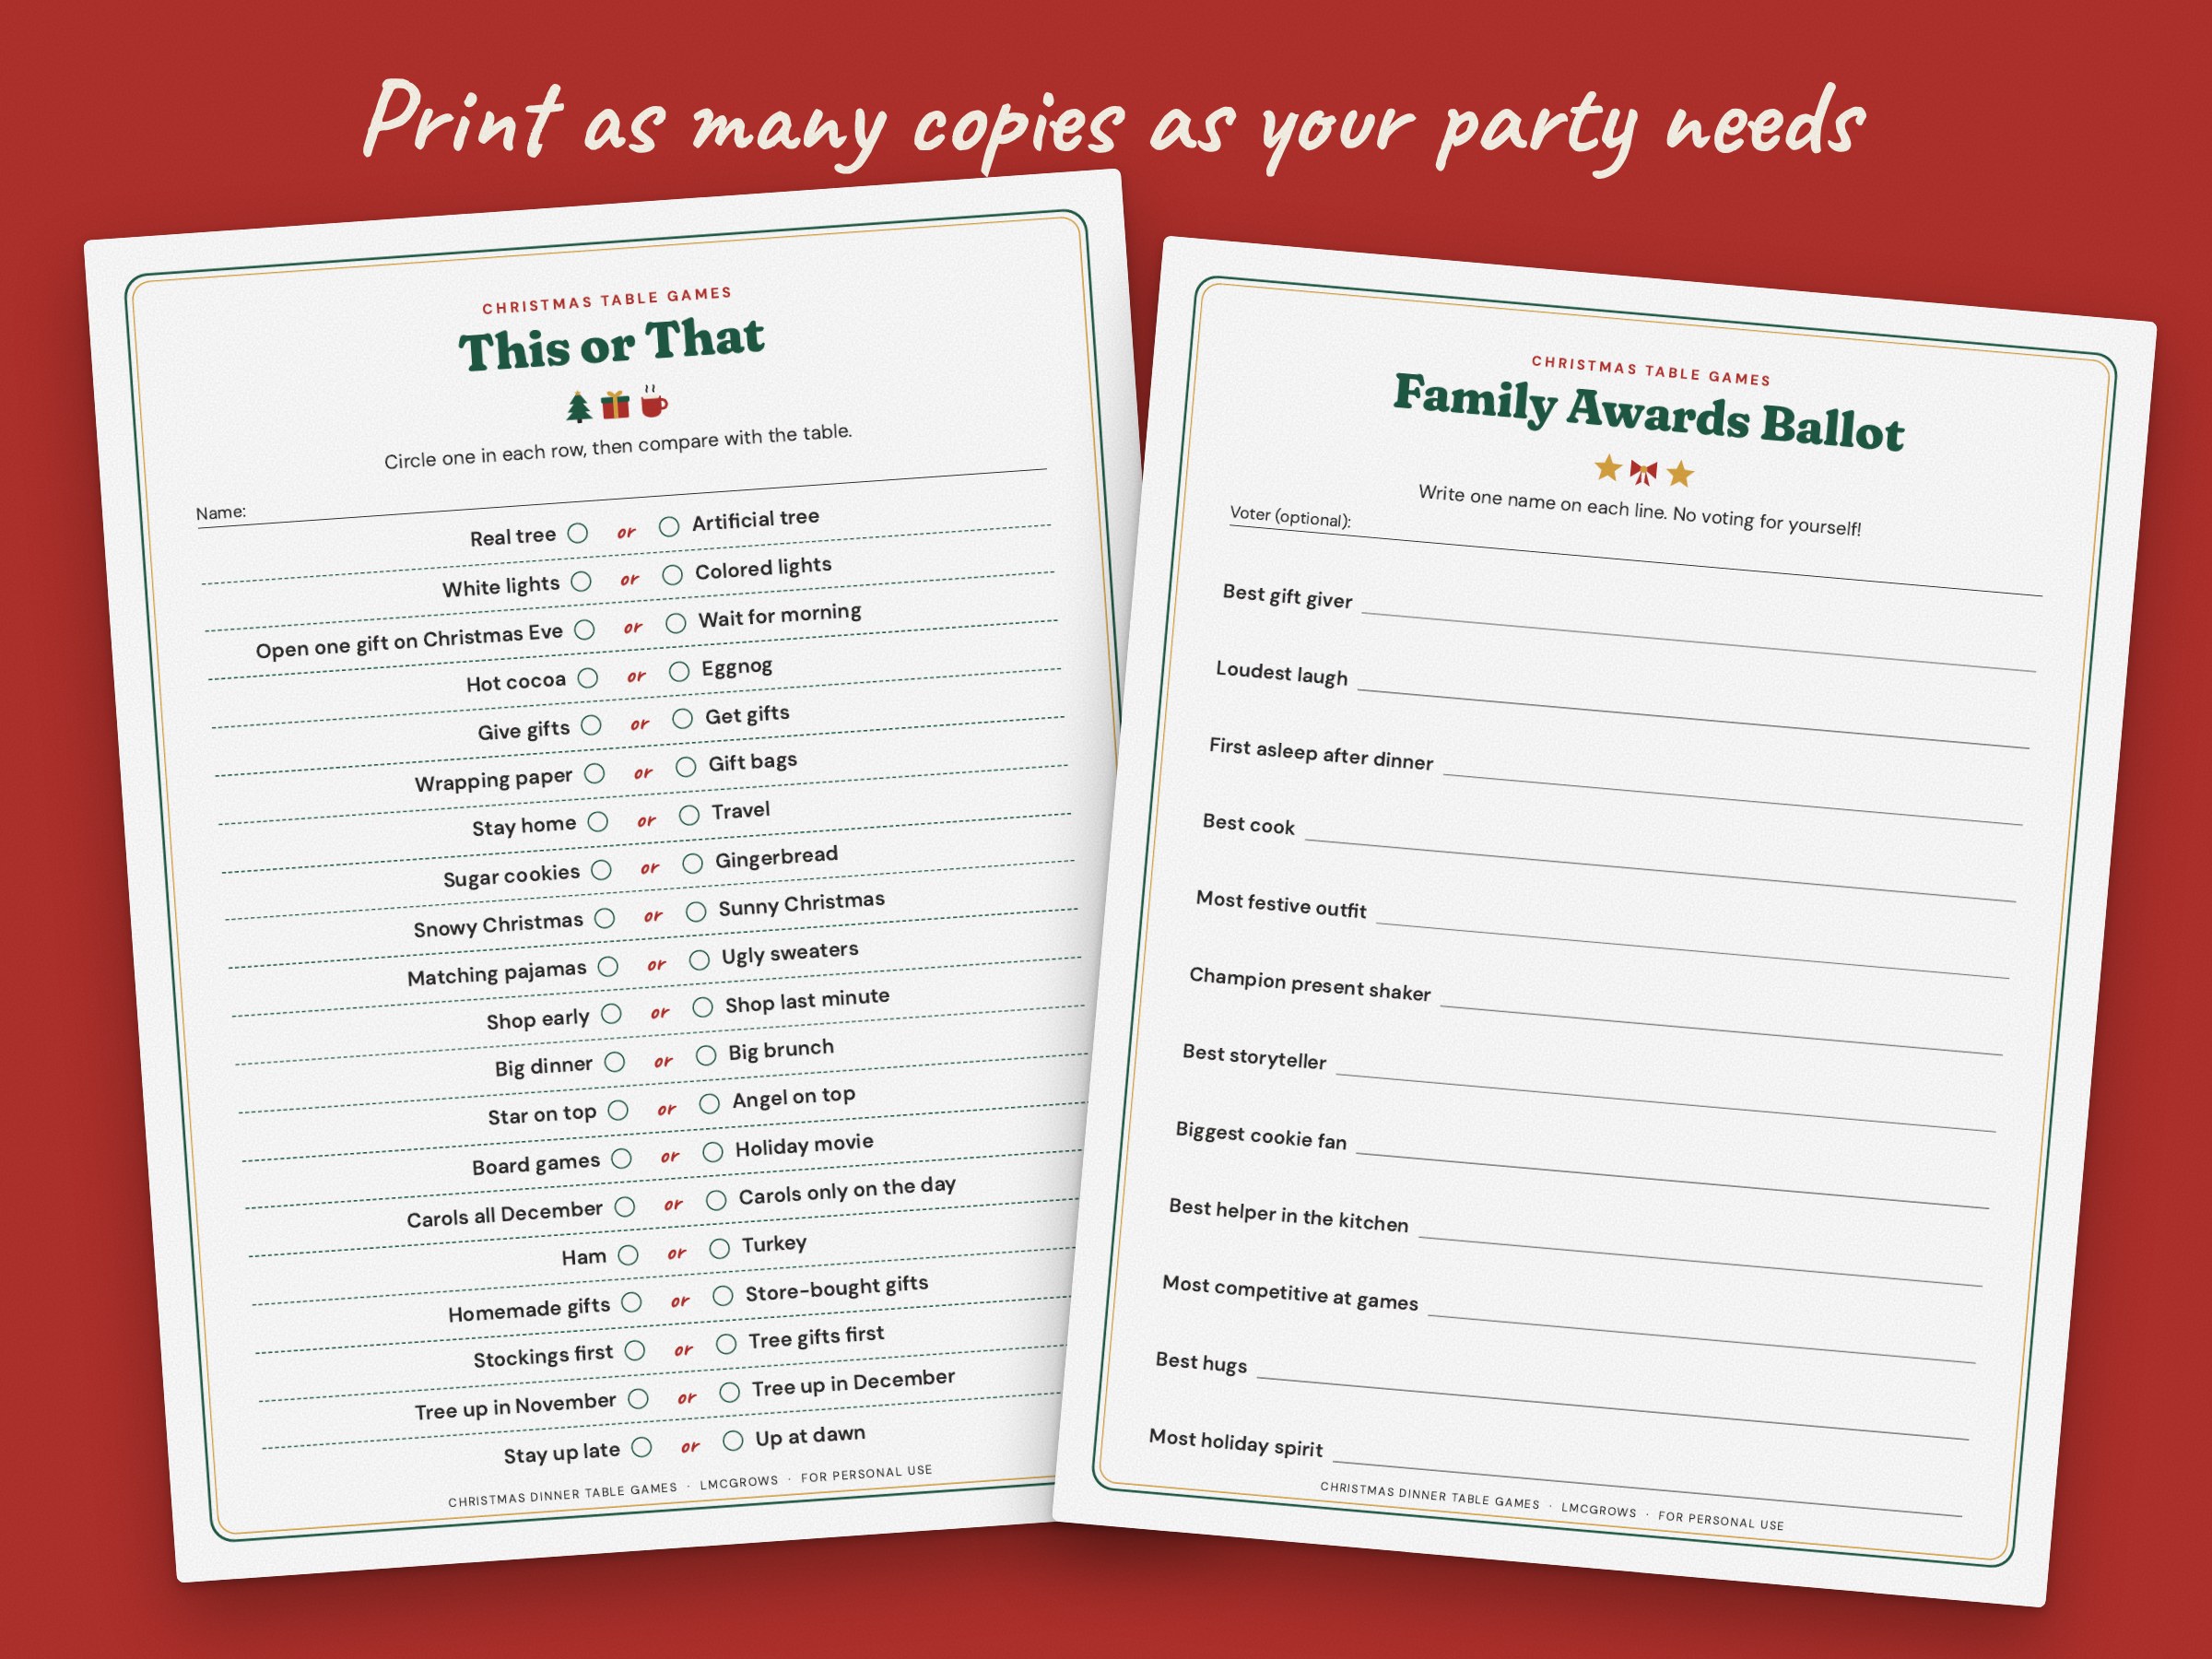 Print as many copies as your party needs
CHRISTMAS TABLE GAMES
This or That
Circle one in each row, then compare with the table.
Name:
Real tree or Artificial tree
White lights or Colored lights
Open one gift on Christmas Eve or Wait for morning
Hot cocoa or Eggnog
Give gifts or Get gifts
Wrapping paper or Gift bags
Stay home or Travel
Sugar cookies or Gingerbread
Snowy Christmas or Sunny Christmas
Matching pajamas or Ugly sweaters
Shop early or Shop last minute
Big dinner or Big brunch
Star on top or Angel on top
Board games or Holiday movie
Carols all December or Carols only on the day
Ham or Turkey
Homemade gifts or Store-bought gifts
Stockings first or Tree gifts first
Tree up in November or Tree up in December
Stay up late or Up at dawn
CHRISTMAS DINNER TABLE GAMES · LMCGROWS · FOR PERSONAL USE
CHRISTMAS TABLE GAMES
Family Awards Ballot
Write one name on each line. No voting for yourself!
Voter (optional):
Best gift giver
Loudest laugh
First asleep after dinner
Best cook
Most festive outfit
Champion present shaker
Best storyteller
Biggest cookie fan
Best helper in the kitchen
Most competitive at games
Best hugs
Most holiday spirit
CHRISTMAS DINNER TABLE GAMES · LMCGROWS · FOR PERSONAL USE